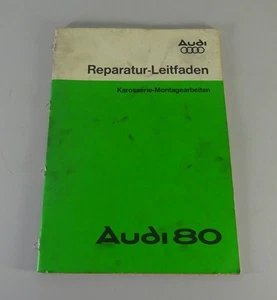 Audi
Reparatur-Leitfaden
Karosserie-Montagearbeiten
Audi 80